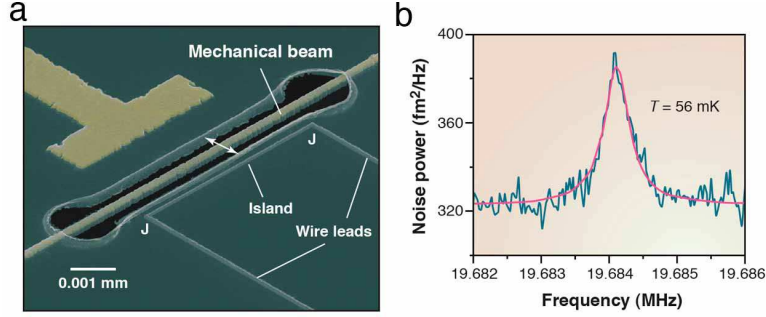 a
Mechanical beam
J
Island
J
Wire leads
0.001 mm
b
400
360
320
Noise power (fm²/Hz)
T = 56 mK
19.682 19.683 19.684 19.685 19.686
Frequency (MHz)